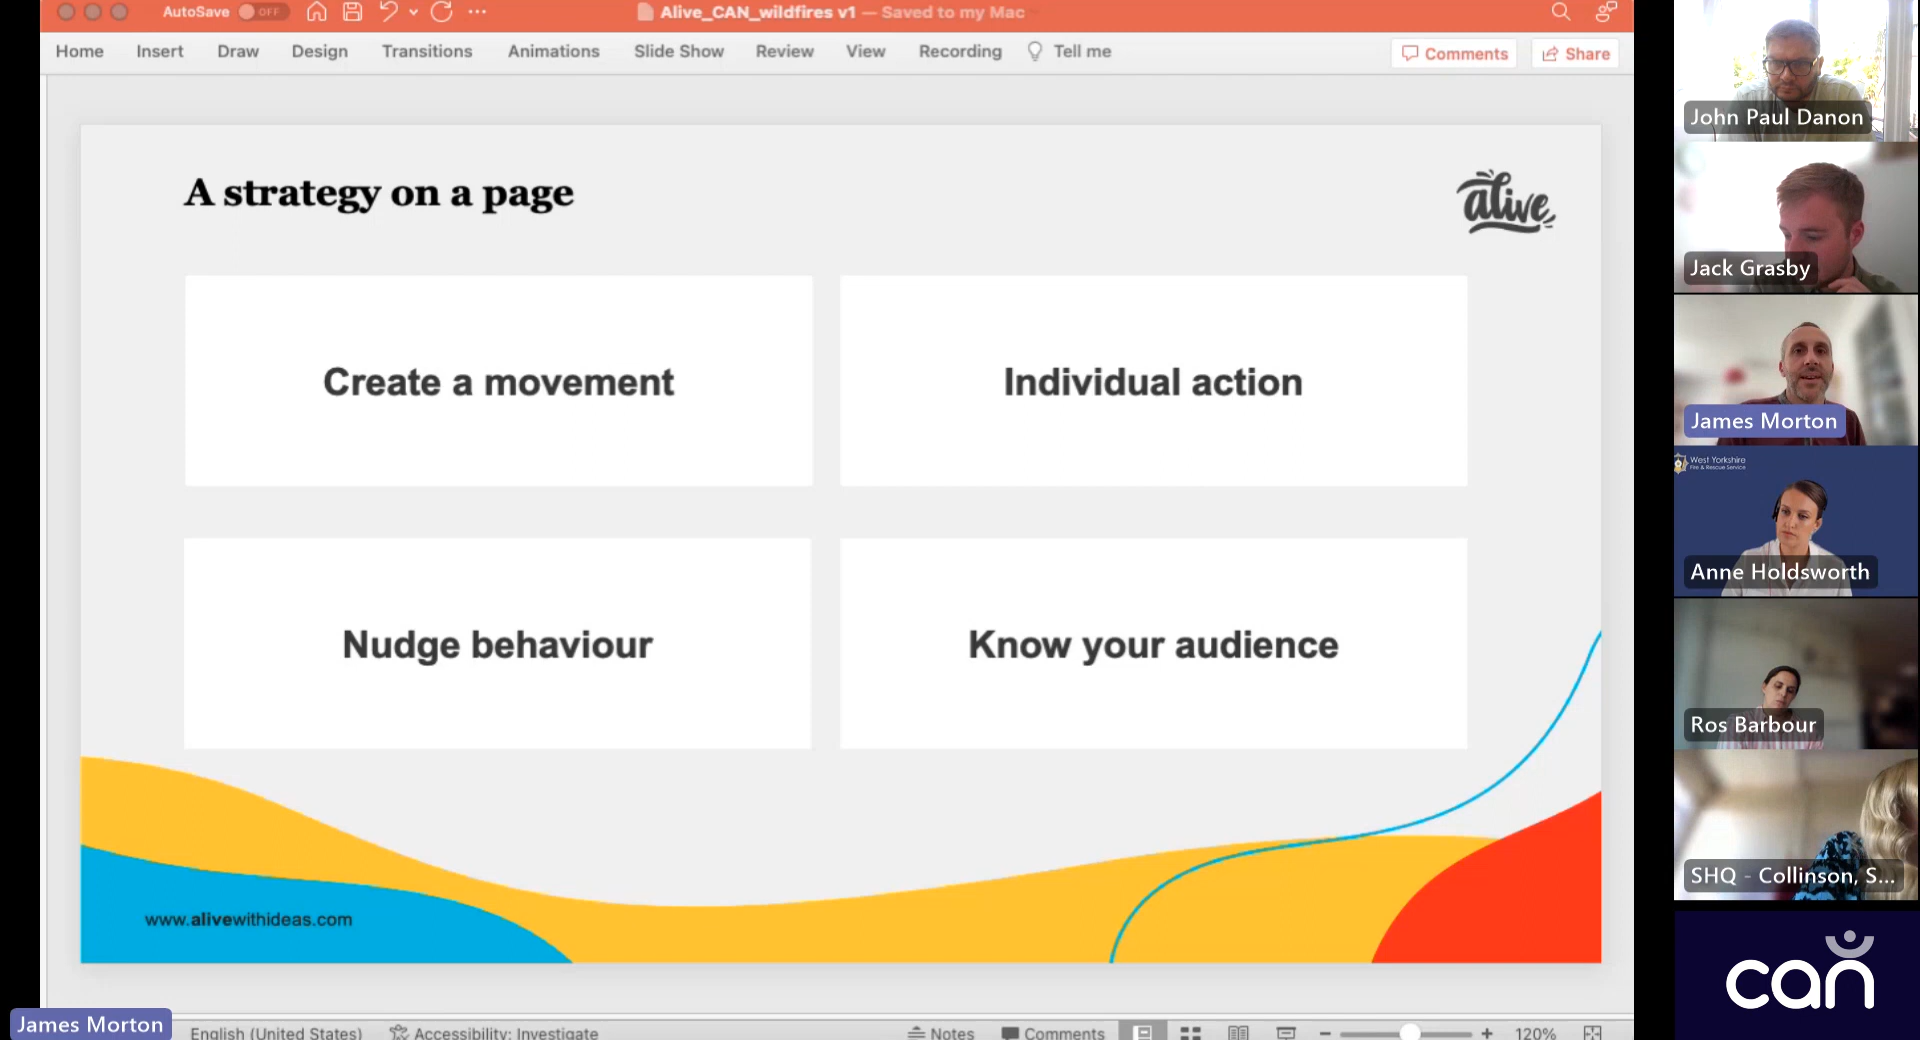 AutoSave OFF
Alive_CAN_wildfires v1 — Saved to my Mac
Home Insert Draw Design Transitions Animations Slide Show Review View Recording Tell me Comments Share
A strategy on a page
alive
Create a movement
Individual action
Nudge behaviour
Know your audience
www.alivewithideas.com
English (United States) Accessibility: Investigate Notes Comments 120%
James Morton
John Paul Danon
Jack Grasby
James Morton
West Yorkshire
Fire & Rescue Service
Anne Holdsworth
Ros Barbour
SHQ - Collinson, S...
can